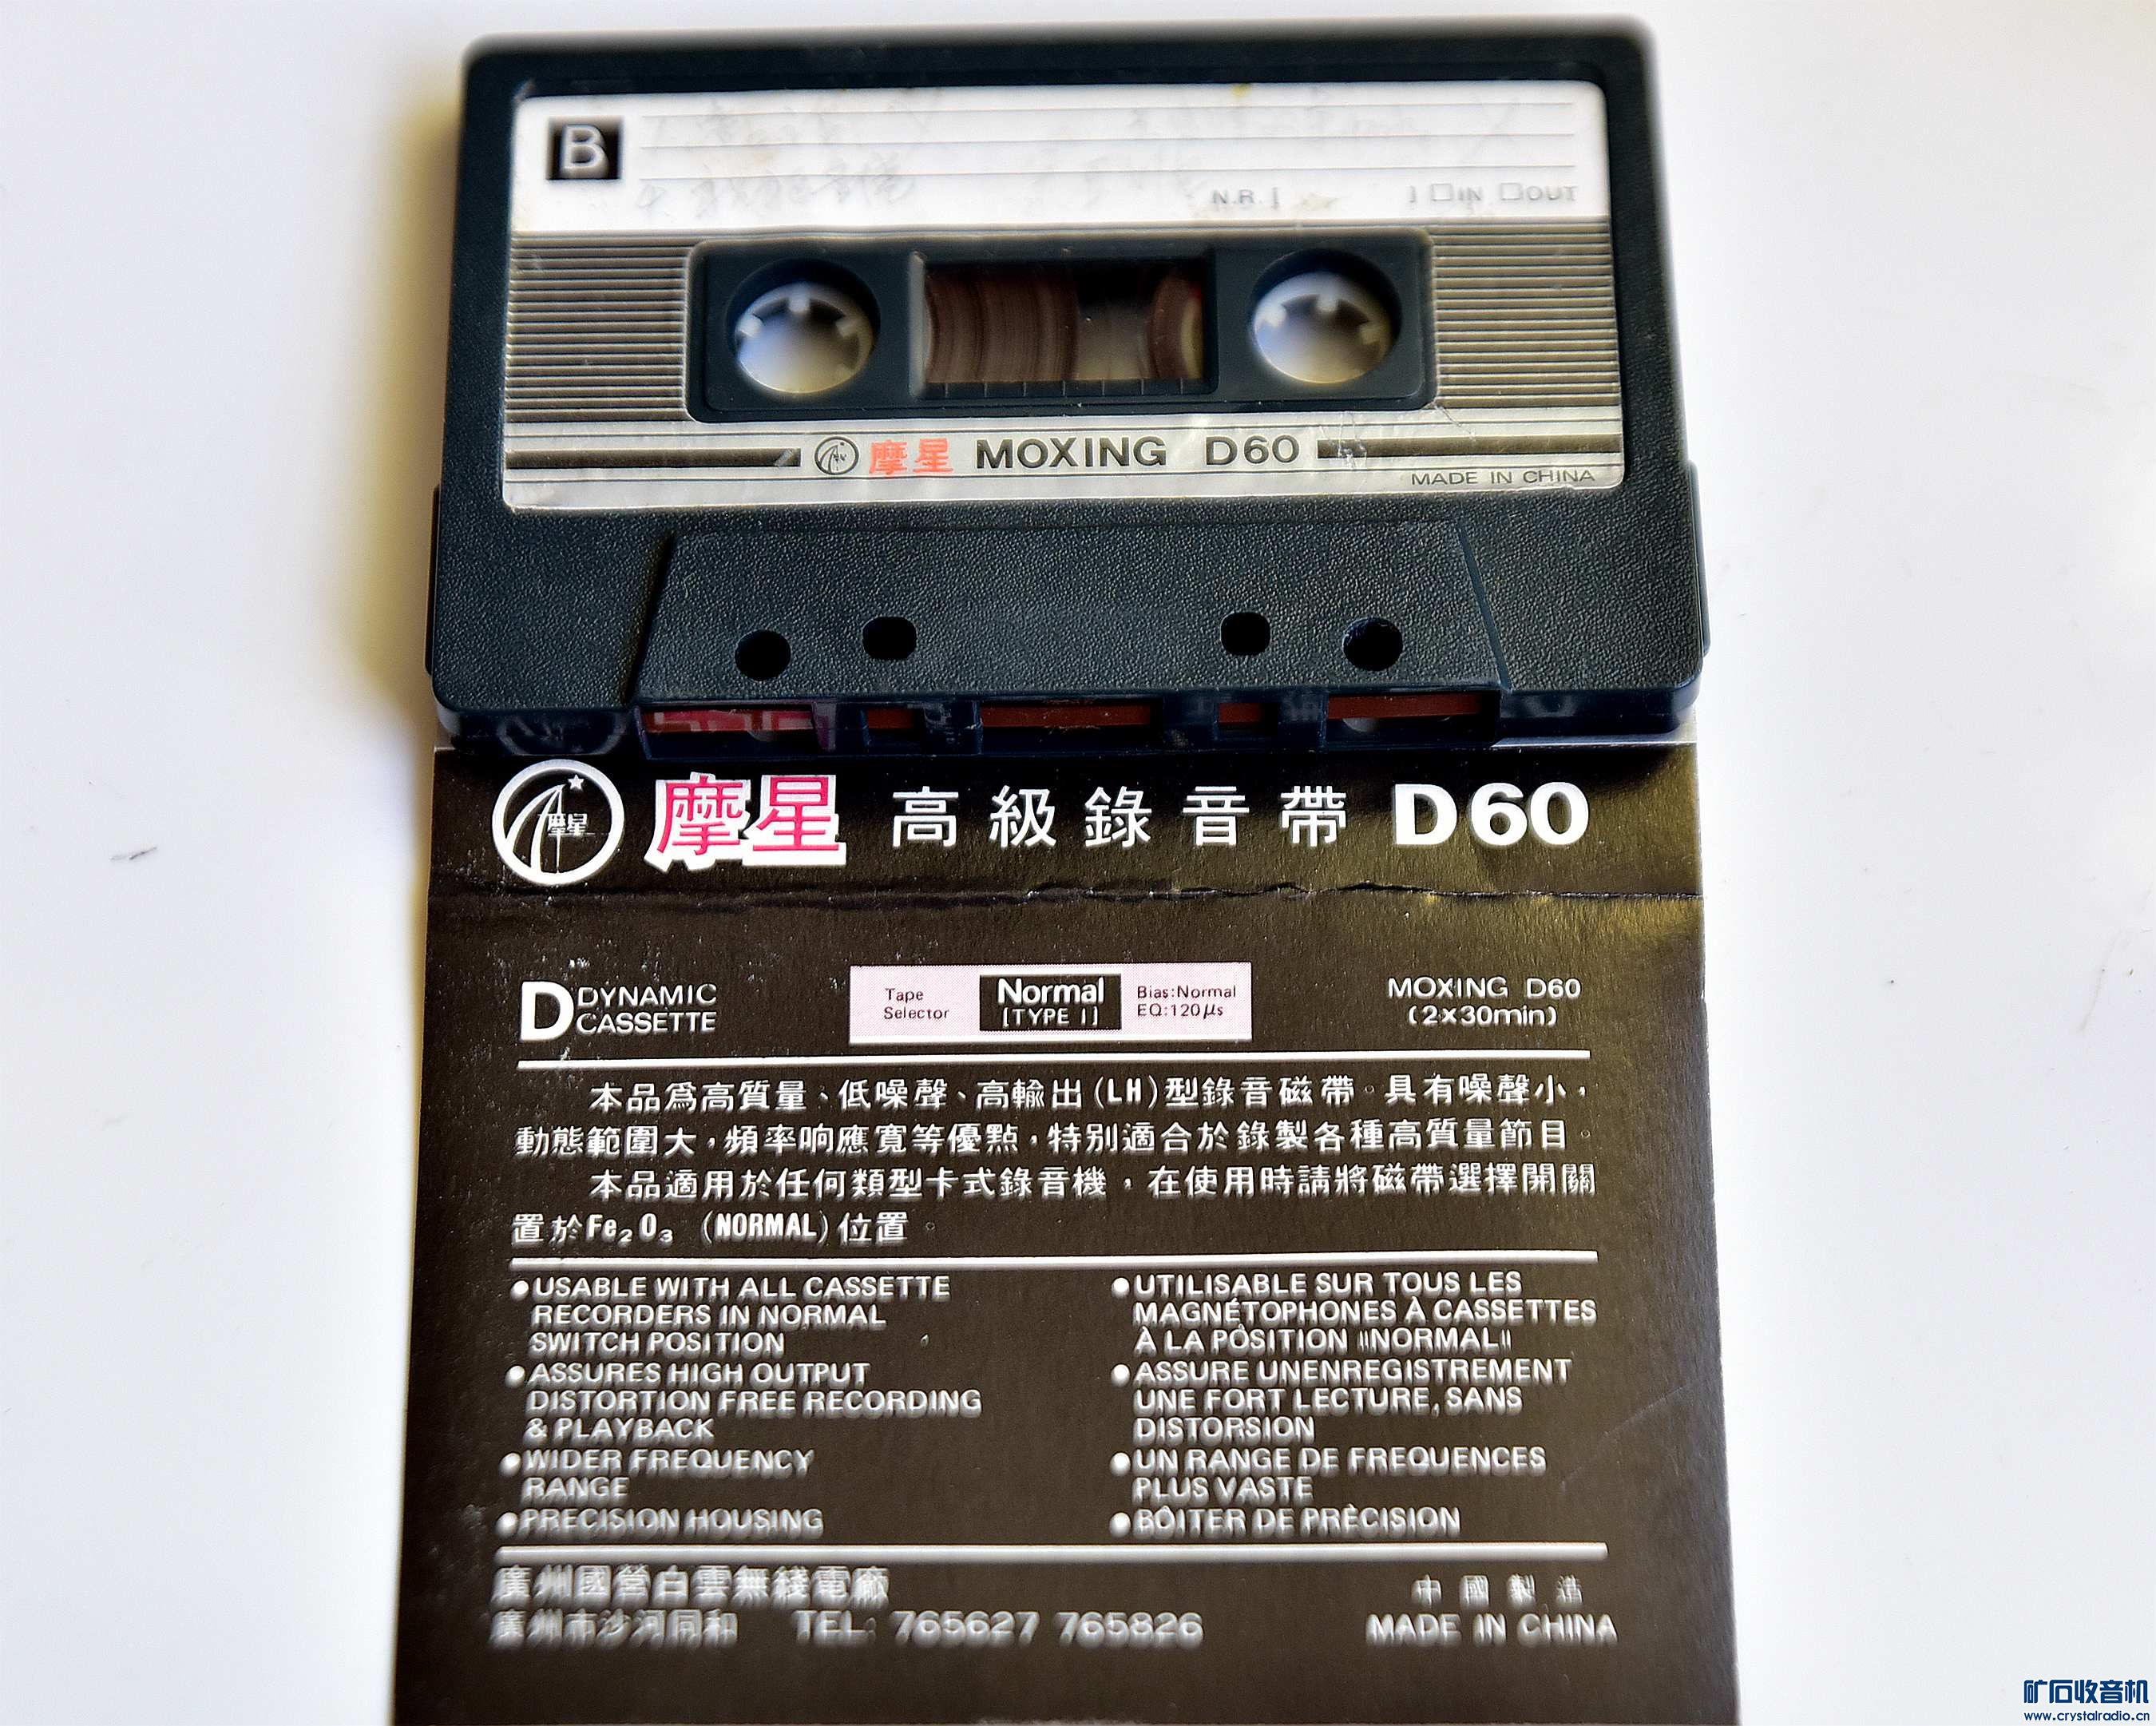 B
N.R. [ ] IN OUT
摩星 MOXING D60
MADE IN CHINA
摩星
摩星 高級錄音帶 D60
D DYNAMIC CASSETTE
Tape Selector
Normal
[TYPE I]
Bias:Normal
EQ:120μs
MOXING D60
(2×30min)
本品爲高質量、低噪聲、高輸出(LH)型錄音磁帶。具有噪聲小,
動態範圍大,頻率响應寬等優點,特别適合於錄製各種高質量節目。
本品適用於任何類型卡式錄音機,在使用時請將磁帶選擇開關
置於Fe₂O₃ (NORMAL)位置。
●USABLE WITH ALL CASSETTE
RECORDERS IN NORMAL
SWITCH POSITION
●ASSURES HIGH OUTPUT
DISTORTION FREE RECORDING
& PLAYBACK
●WIDER FREQUENCY
RANGE
●PRECISION HOUSING
●UTILISABLE SUR TOUS LES
MAGNÉTOPHONES À CASSETTES
À LA PÔSITION «NORMAL»
●ASSURE UNENREGISTREMENT
UNE FORT LECTURE, SANS
DISTORSION
●UN RANGE DE FREQUENCES
PLUS VASTE
●BÔITER DE PRÈCISION
廣州國營白雲無綫電廠
廣州市沙河同和 TEL: 765627 765826
中國製造
MADE IN CHINA
矿石收音机
www.crystalradio.cn